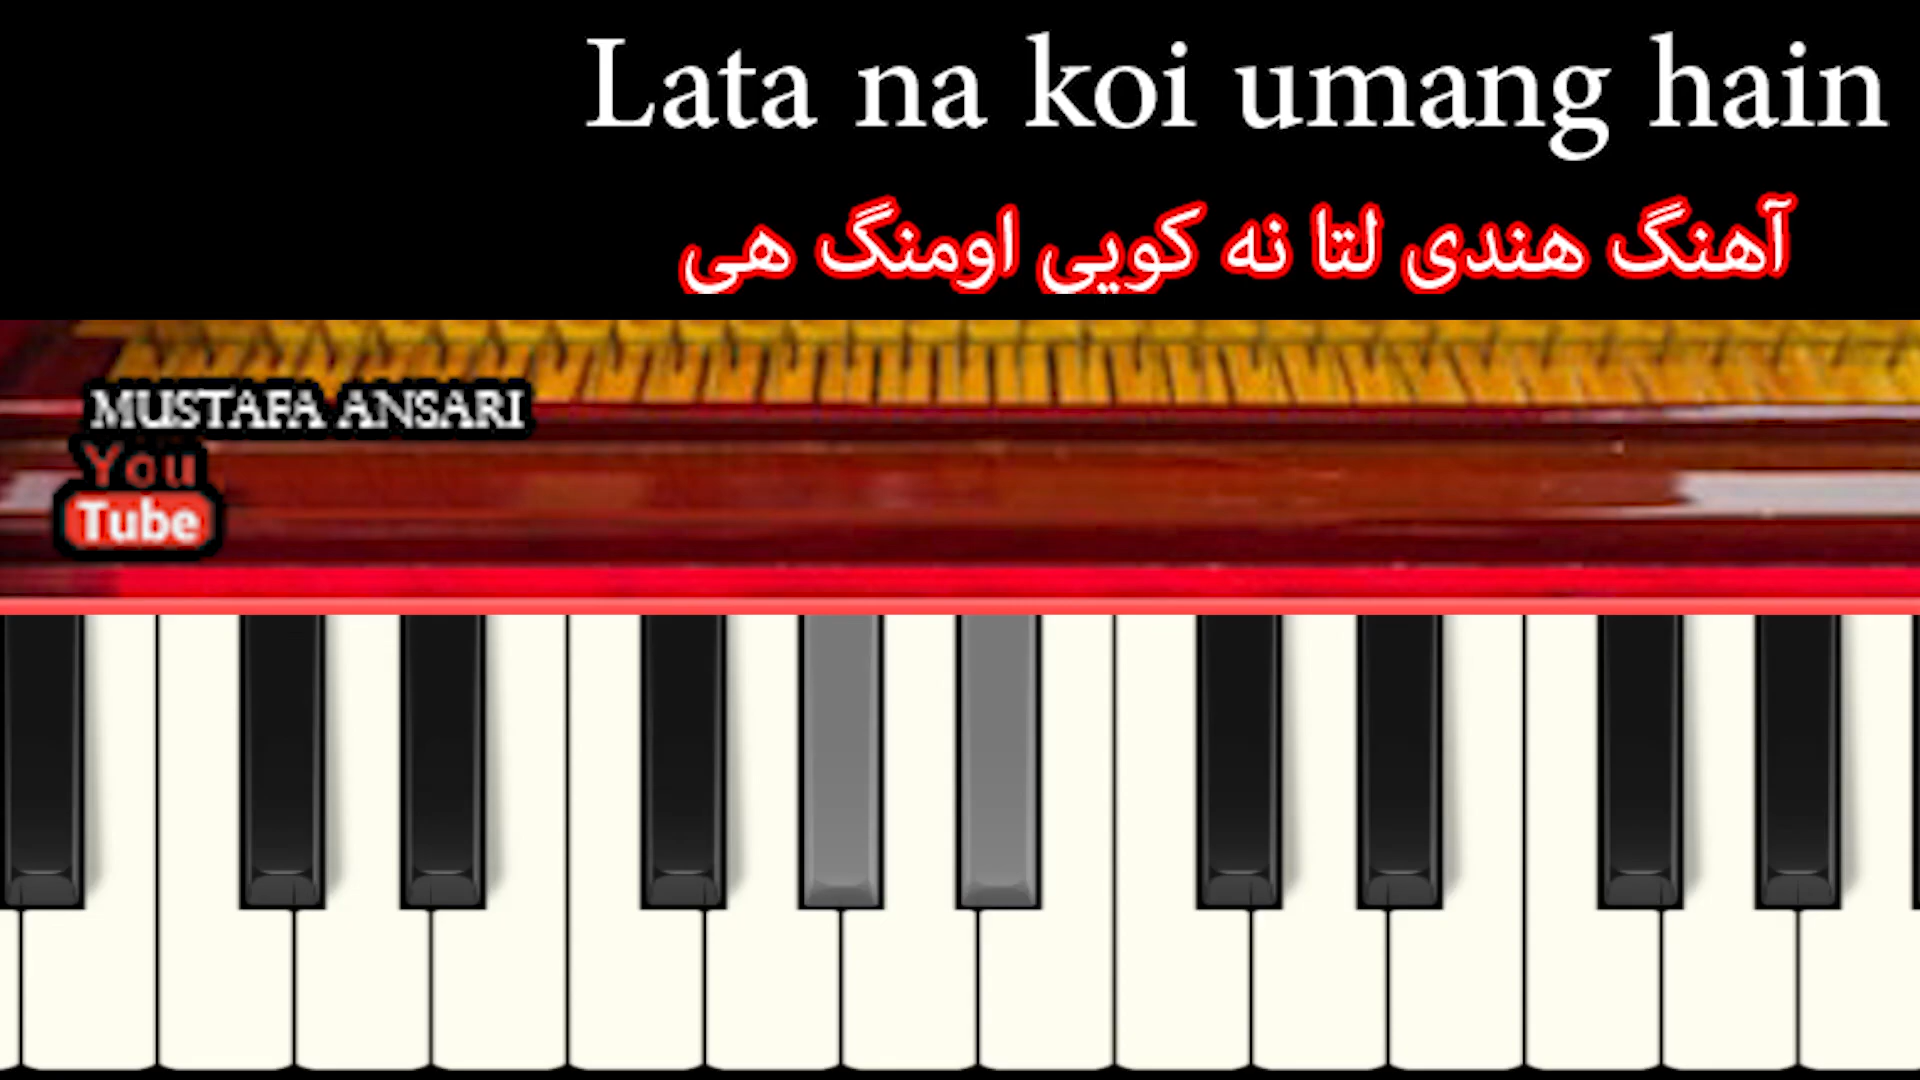 Lata na koi umang hain
آهنگ هندی لتا نه کویی اومنگ هی
MUSTAFA ANSARI
You
Tube